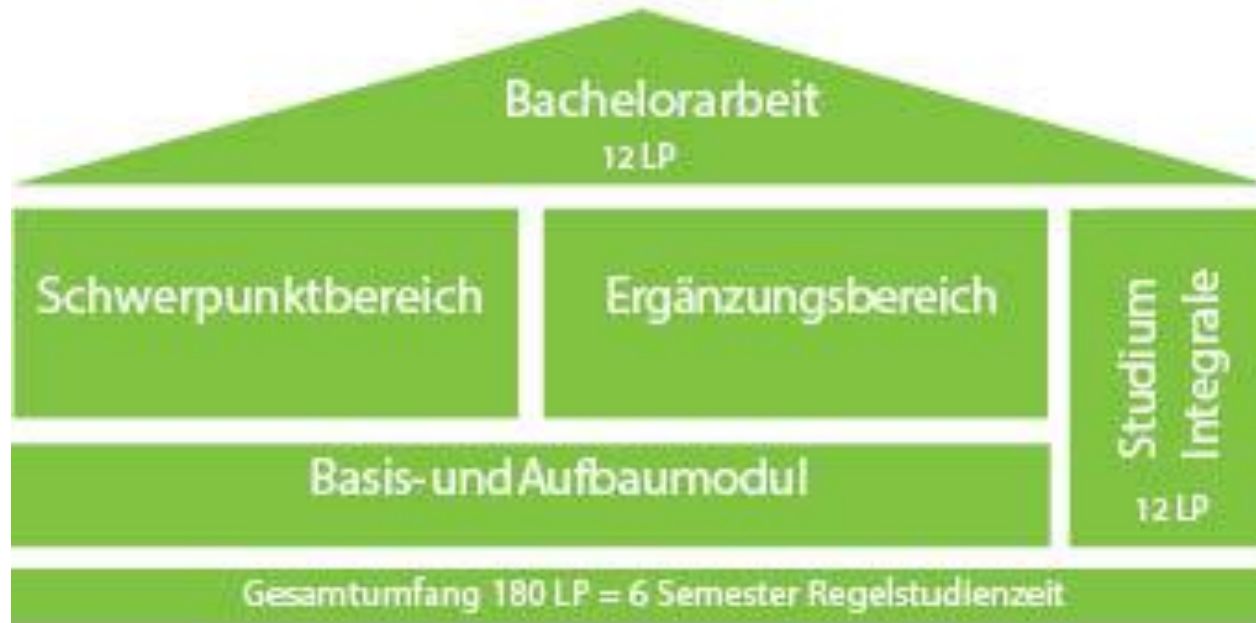 Bachelorarbeit
12 LP
Schwerpunktbereich
Ergänzungsbereich
Studium
Integrale
12 LP
Basis- und Aufbaumodul
Gesamtumfang 180 LP = 6 Semester Regelstudienzeit